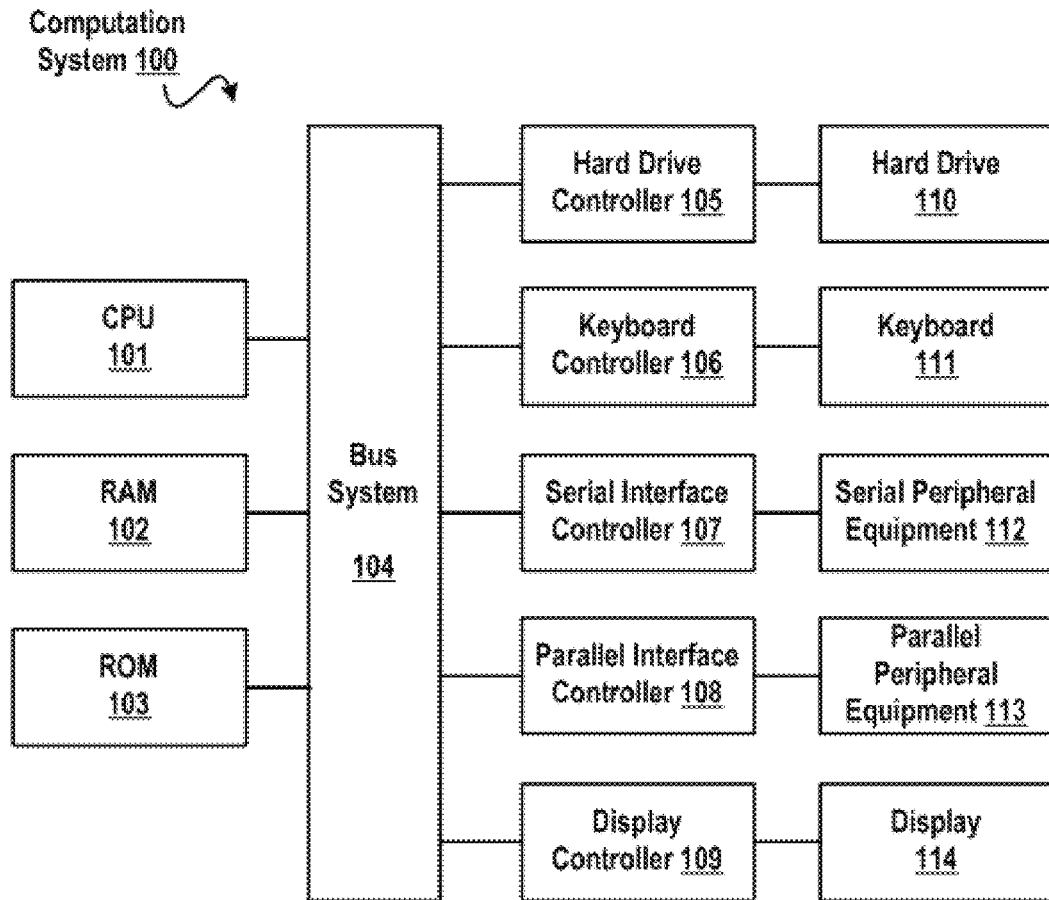 Computation
System 100
Hard Drive
Controller 105
Hard Drive
110
CPU
101
Keyboard
Controller 106
Keyboard
111
RAM
102
Bus
System
104
Serial Interface
Controller 107
Serial Peripheral
Equipment 112
ROM
103
Parallel Interface
Controller 108
Parallel
Peripheral
Equipment 113
Display
Controller 109
Display
114